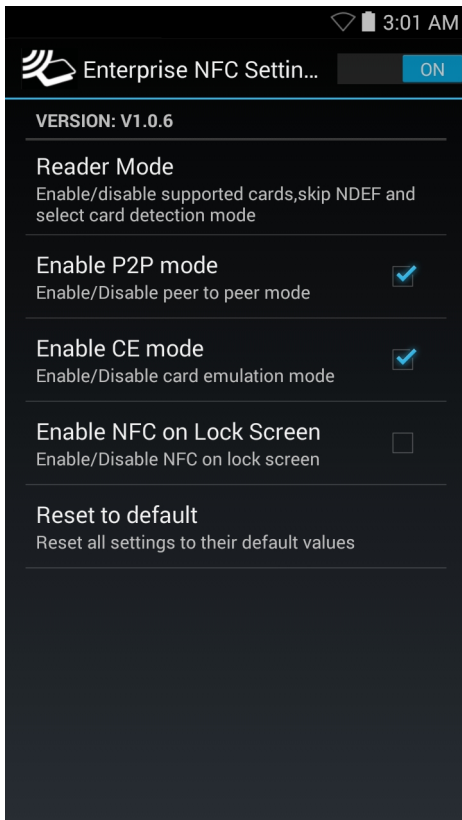 3:01 AM
Enterprise NFC Settin...
ON
VERSION: V1.0.6
Reader Mode
Enable/disable supported cards,skip NDEF and
select card detection mode
Enable P2P mode
Enable/Disable peer to peer mode
Enable CE mode
Enable/Disable card emulation mode
Enable NFC on Lock Screen
Enable/Disable NFC on lock screen
Reset to default
Reset all settings to their default values